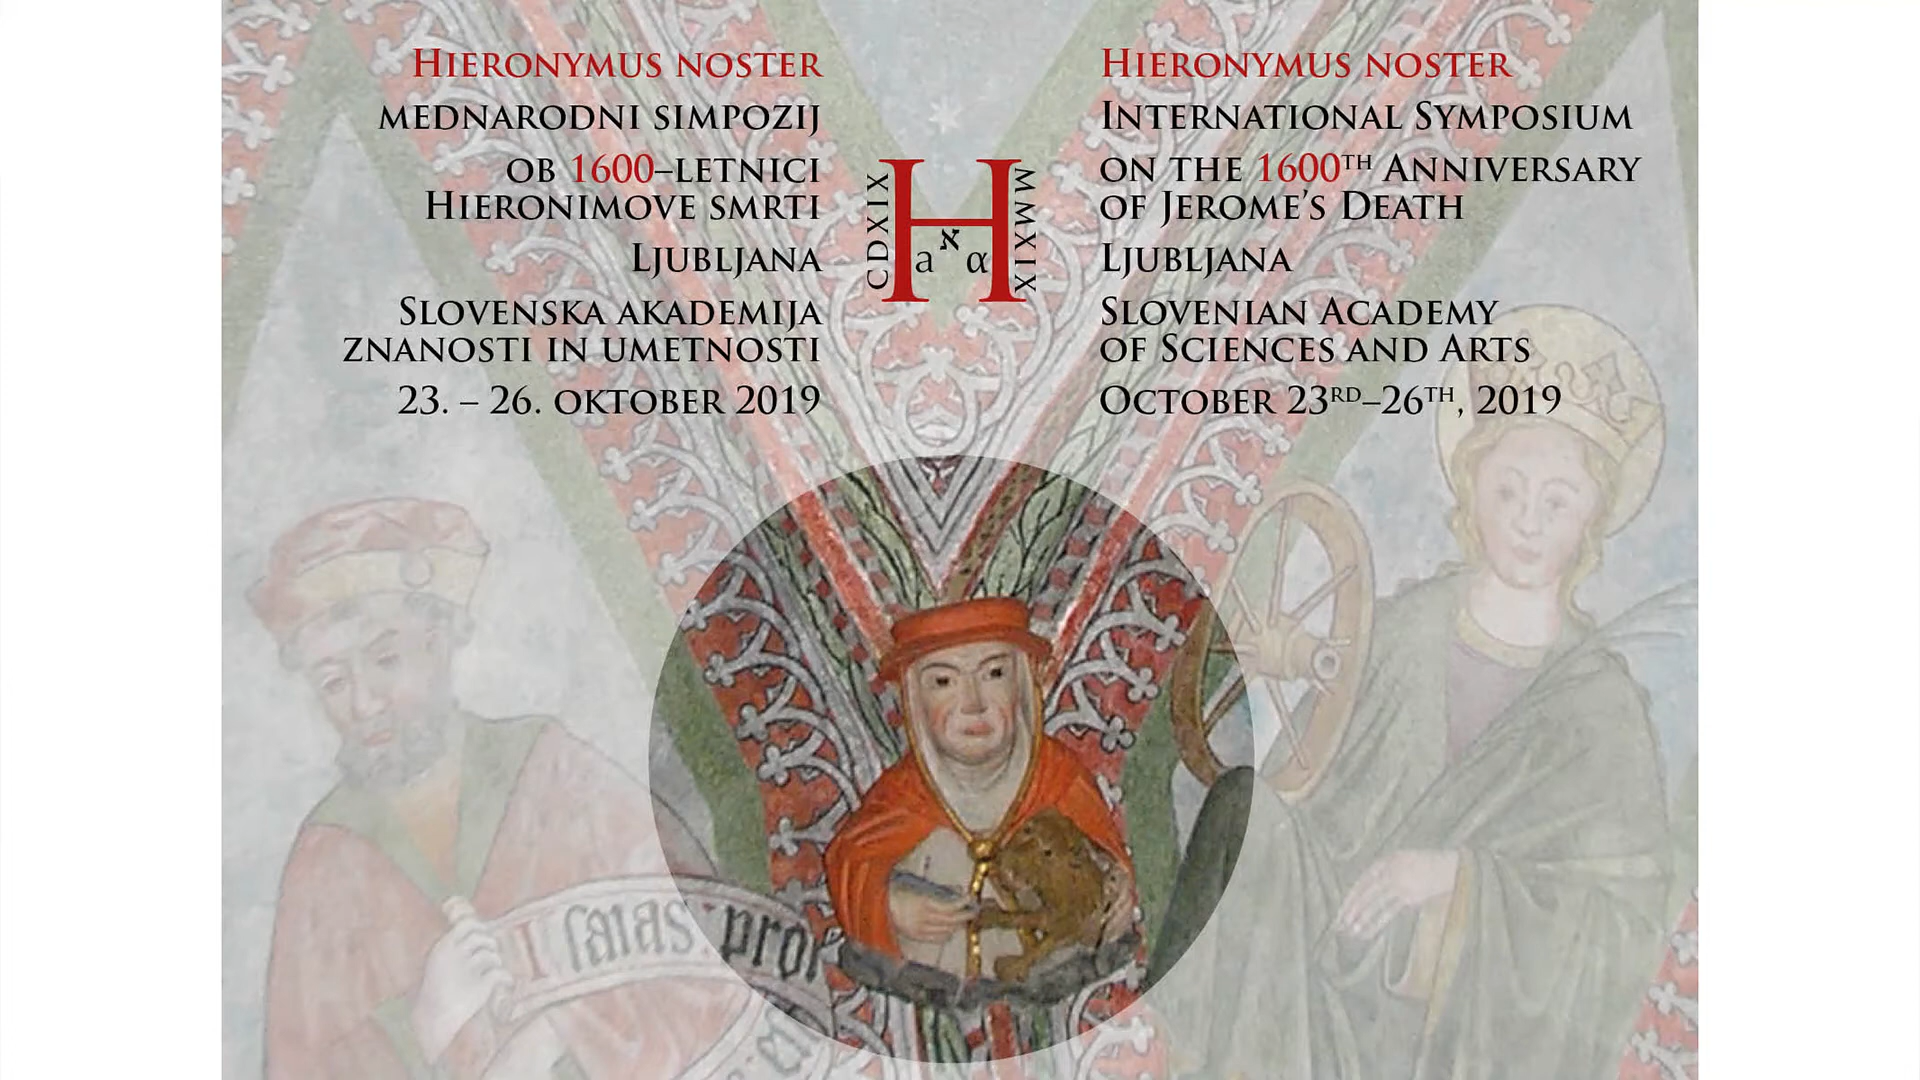 HIERONYMUS NOSTER
MEDNARODNI SIMPOZIJ
OB 1600–LETNICI
HIERONIMOVE SMRTI
LJUBLJANA
SLOVENSKA AKADEMIJA
ZNANOSTI IN UMETNOSTI
23. – 26. OKTOBER 2019
CDXIX
H
MMXIX
a א α
HIERONYMUS NOSTER
INTERNATIONAL SYMPOSIUM
ON THE 1600TH ANNIVERSARY
OF JEROME’S DEATH
LJUBLJANA
SLOVENIAN ACADEMY
OF SCIENCES AND ARTS
OCTOBER 23RD–26TH, 2019
Isaias prop